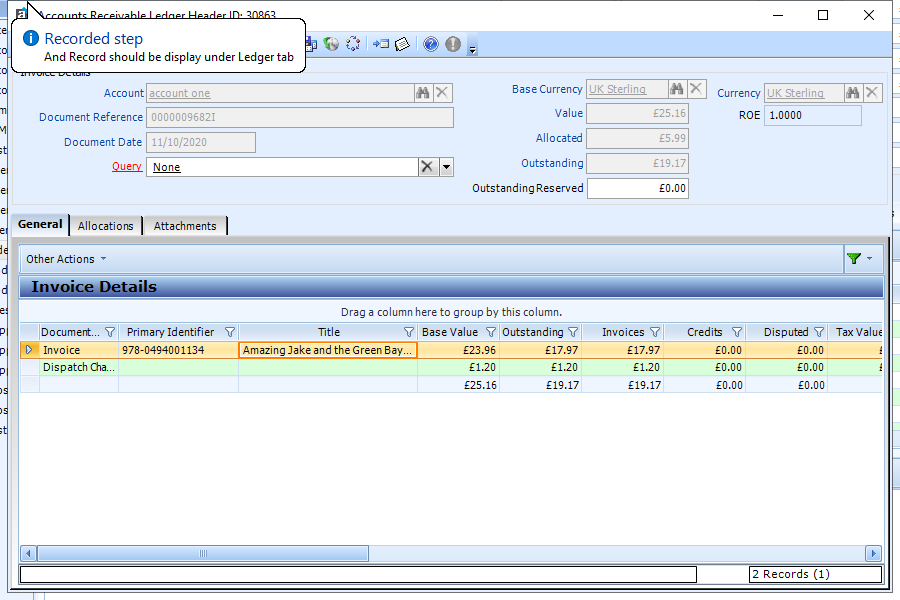 Accounts Receivable Ledger Header ID: 30863
Recorded step
And Record should be display under Ledger tab
Invoice Details
Account account one
Document Reference 0000009682I
Document Date 11/10/2020
Query None
Base Currency UK Sterling
Value £25.16
Allocated £5.99
Outstanding £19.17
Outstanding Reserved £0.00
Currency UK Sterling
ROE 1.0000
General Allocations Attachments
Other Actions
Invoice Details
Drag a column here to group by this column.
Document... Primary Identifier Title Base Value Outstanding Invoices Credits Disputed Tax Value
Invoice 978-0494001134 Amazing Jake and the Green Bay... £23.96 £17.97 £17.97 £0.00 £0.00
Dispatch Cha... £1.20 £1.20 £1.20 £0.00 £0.00
£25.16 £19.17 £19.17 £0.00 £0.00
2 Records (1)